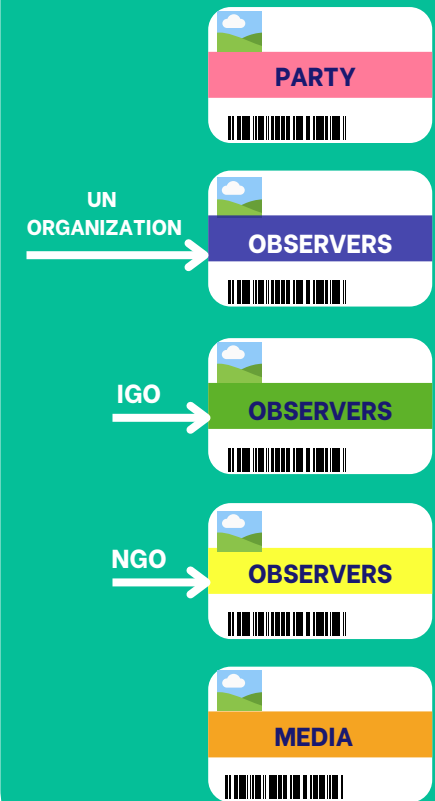 PARTY
UN
ORGANIZATION
OBSERVERS
IGO
OBSERVERS
NGO
OBSERVERS
MEDIA